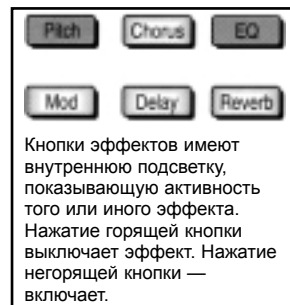 Pitch Chorus EQ
Mod Delay Reverb
Кнопки эффектов имеют
внутреннюю подсветку,
показывающую активность
того или иного эффекта.
Нажатие горящей кнопки
выключает эффект. Нажатие
негорящей кнопки —
включает.